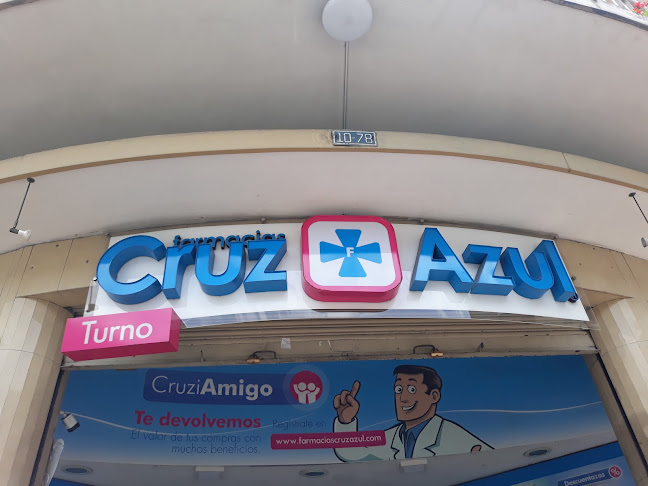 10-78
farmacias
Cruz Azul
F
Turno
CruziAmigo
Te devolvemos
El valor de tus compras con
muchos beneficios.
Regístrate en
www.farmaciascruzazul.com
Descuentazos %